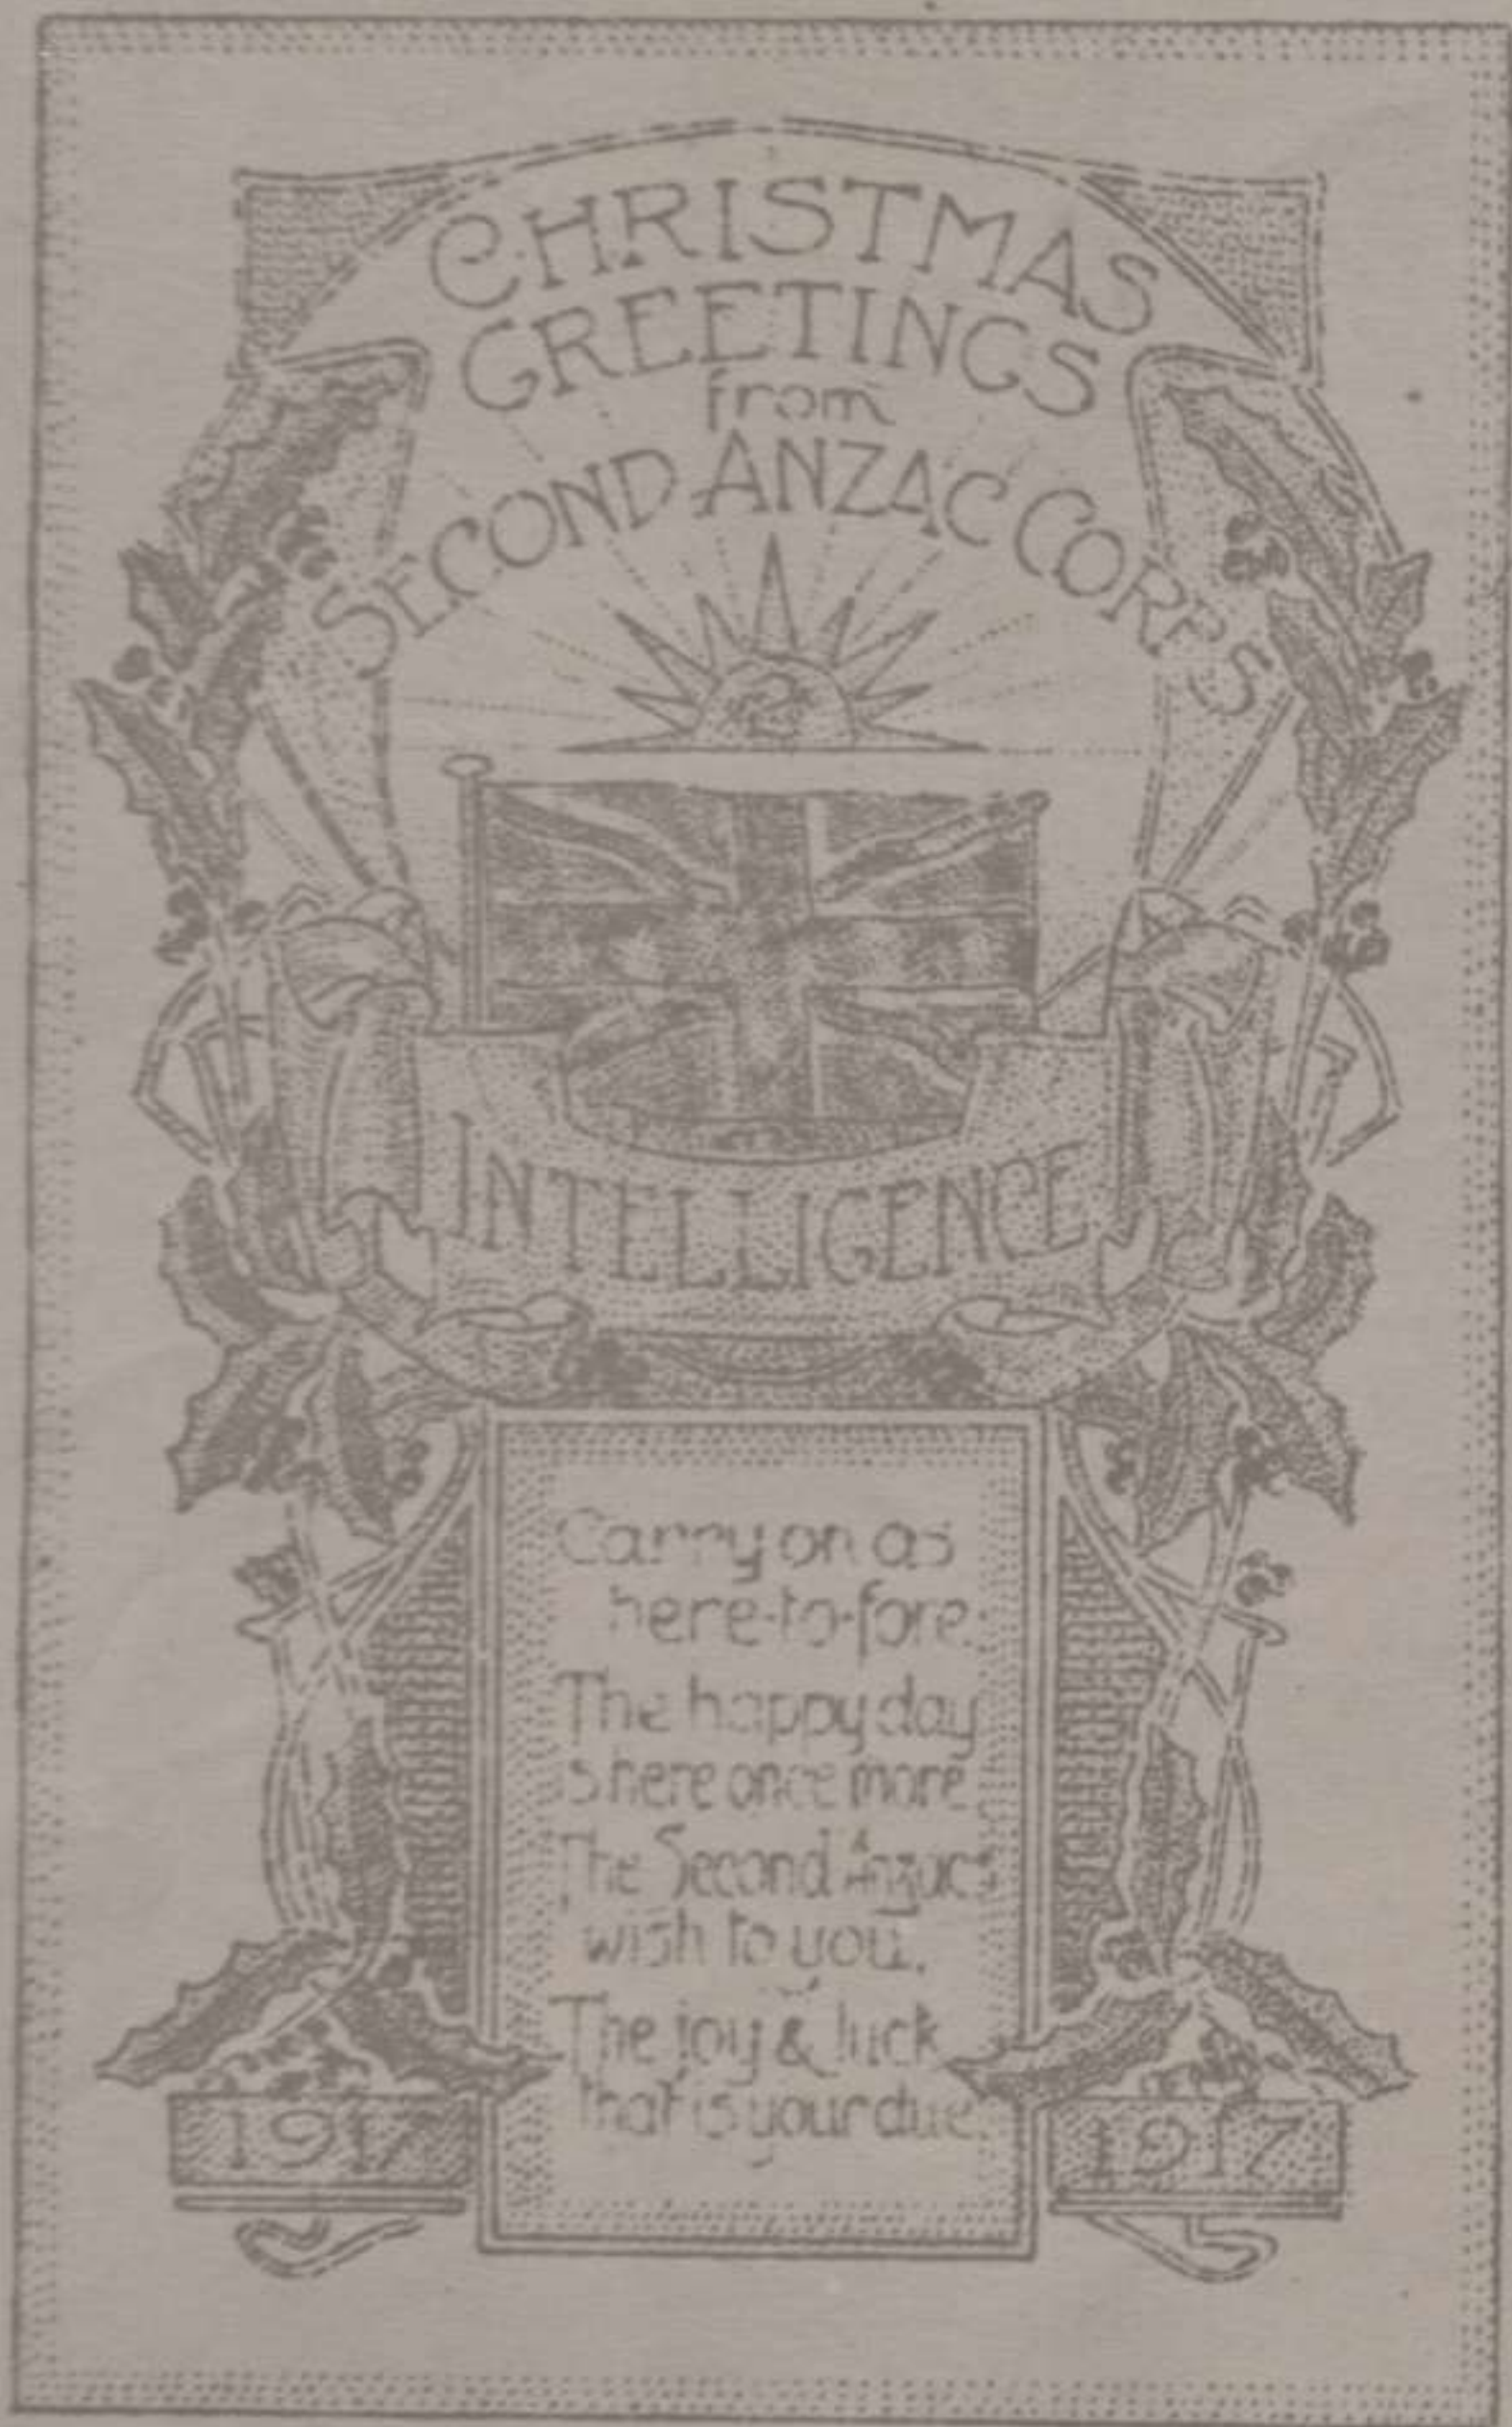 CHRISTMAS
GREETINGS
from
SECOND ANZAC CORPS
2
INTELLIGENCE
Carry on as
here-to-fore.
The happy day
is here once more
The Second Anzacs
wish to you.
The joy & luck
that is your due.
1917
1917